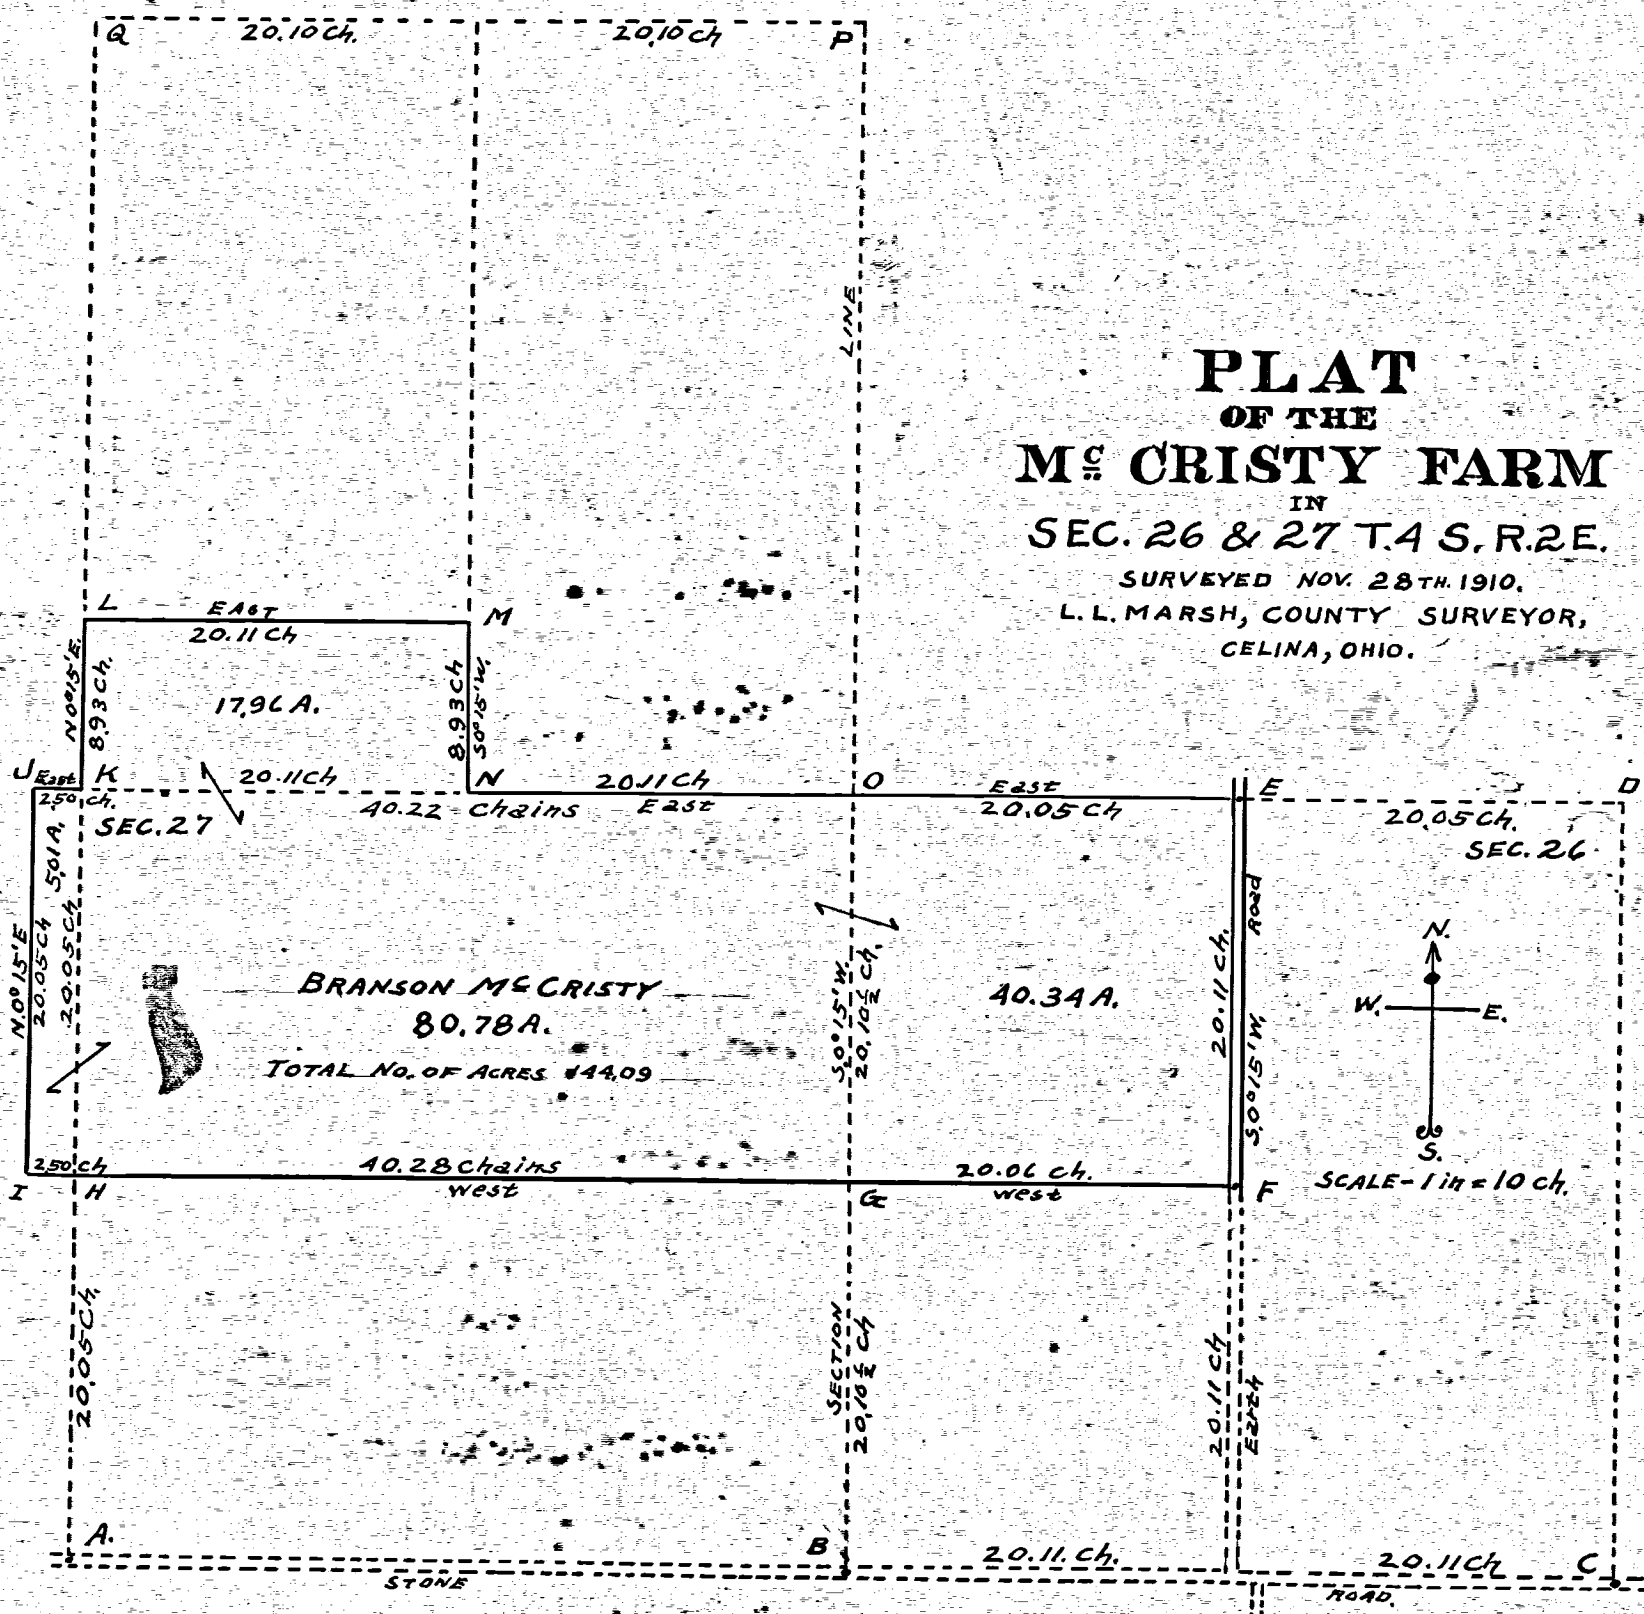 Q 20.10 Ch. 20.10 Ch P
LINE
PLAT
OF THE
Mc CRISTY FARM
IN
SEC. 26 & 27 T.4 S. R.2 E.
SURVEYED NOV. 28TH. 1910.
L. L. MARSH, COUNTY SURVEYOR,
CELINA, OHIO.
L EAST M
20.11 Ch
N0°15'E.
8.93 Ch.
17.96 A.
8.93 Ch
S0°15'W.
J East K 20.11 Ch N 20.11 Ch O East E D
2.50 Ch. 40.22 Chains East 20.05 Ch 20.05 Ch.
SEC. 27
SEC. 26
5.01 A.
N.0°15'E
20.05 Ch
20.05 Ch
BRANSON McCRISTY
80.78 A.
TOTAL NO. OF ACRES 144.09
S0°15'W.
20.10½ Ch.
40.34 A.
20.11 Ch.
Road
S.0°15'W.
N.
W. E.
S.
SCALE - 1 in = 10 Ch.
2.50 Ch 40.28 Chains 20.06 Ch.
I H west G west F
20.05 Ch.
SECTION
20.10½ Ch
20.11 Ch
Earth
A. B 20.11. Ch. 20.11 Ch C
STONE ROAD.